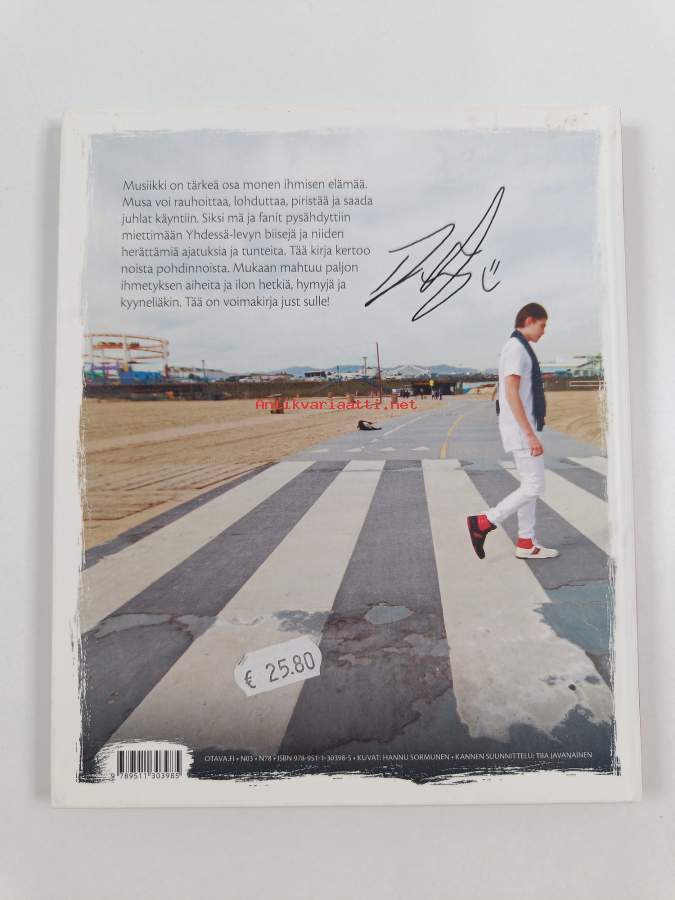 Musiikki on tärkeä osa monen ihmisen elämää.
Musa voi rauhoittaa, lohduttaa, piristää ja saada
juhlat käyntiin. Siksi mä ja fanit pysähdyttiin
miettimään Yhdessä-levyn biisejä ja niiden
herättämiä ajatuksia ja tunteita. Tää kirja kertoo
noista pohdinnoista. Mukaan mahtuu paljon
ihmetyksen aiheita ja ilon hetkiä, hymyjä ja
kyyneliäkin. Tää on voimakirja just sulle!
Antikvariaatti.net
€ 25.80
OTAVA.FI • N03 • N78 • ISBN 978-951-1-30398-5 • KUVAT: HANNU SORMUNEN • KANNEN SUUNNITTELU: TIIA JAVANAINEN
9 789511 303985